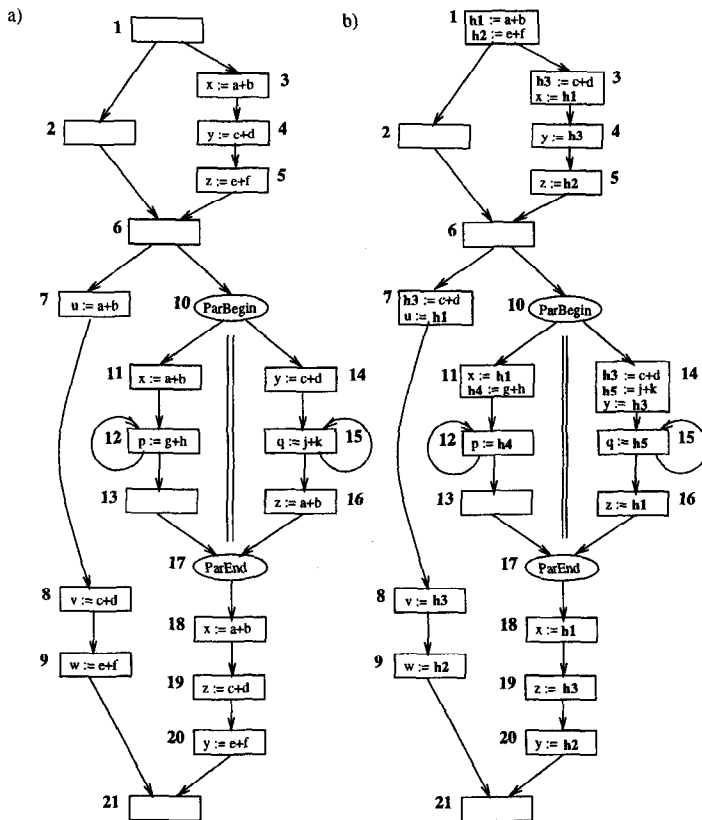 a)
1
3
x := a+b
2
4
y := c+d
5
z := e+f
6
7
u := a+b
10
ParBegin
11
x := a+b
14
y := c+d
12
p := g+h
15
q := j+k
13
16
z := a+b
17
ParEnd
8
v := c+d
18
x := a+b
9
w := e+f
19
z := c+d
20
y := e+f
21
b)
1
h1 := a+b
h2 := e+f
3
h3 := c+d
x := h1
2
4
y := h3
5
z := h2
6
7
h3 := c+d
u := h1
10
ParBegin
11
x := h1
h4 := g+h
14
h3 := c+d
h5 := j+k
y := h3
12
p := h4
15
q := h5
13
16
z := h1
17
ParEnd
8
v := h3
18
x := h1
9
w := h2
19
z := h3
20
y := h2
21